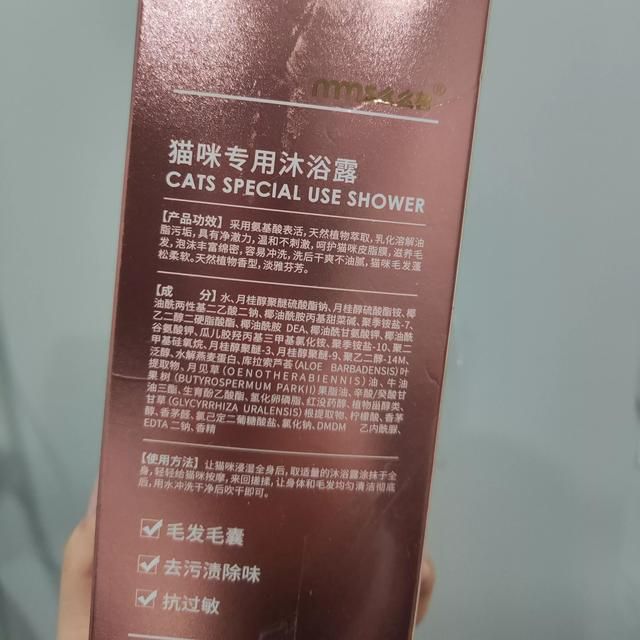 猫咪专用沐浴露
CATS SPECIAL USE SHOWER
【产品功效】采用氨基酸表活，天然植物萃取，乳化溶解油
脂污垢，具有净澈力，温和不刺激，呵护猫咪皮脂膜，滋养毛
发，泡沫丰富绵密，容易冲洗，洗后干爽不油腻，猫咪毛发蓬
松柔软。天然植物香型，淡雅芬芳。
【成 分】水、月桂醇聚醚硫酸酯钠、月桂醇硫酸酯铵、椰
油酰两性基二乙酸二钠、椰油酰胺丙基甜菜碱、聚季铵盐-7、
乙二醇二硬脂酸酯、椰油酰胺 DEA、椰油酰甘氨酸钾、椰油酰
谷氨酸钾、瓜儿胶羟丙基三甲基氯化铵、聚季铵盐-10、聚二
甲基硅氧烷、月桂醇聚醚-3、月桂醇聚醚-9、聚乙二醇-14M、
泛醇、水解燕麦蛋白、库拉索芦荟(ALOE BARBADENSIS)叶
提取物、月见草(OENOTHERABIENNIS)油、牛油
果树(BUTYROSPERMUM PARKII)果脂油、辛酸/癸酸甘
油三酯、生育酚乙酸酯、氢化卵磷脂、红没药醇、植物甾醇类、
甘草(GLYCYRRHIZA URALENSIS)根提取物、柠檬酸、香茅
醇、香茅醛、氯己定二葡糖酸盐、氯化钠、DMDM 乙内酰脲、
EDTA 二钠、香精
【使用方法】让猫咪浸湿全身后，取适量的沐浴露涂抹于全
身，轻轻给猫咪按摩，来回搓揉，让身体和毛发均匀清洁彻底
后，用水冲洗干净后吹干即可。
毛发毛囊
去污渍除味
抗过敏